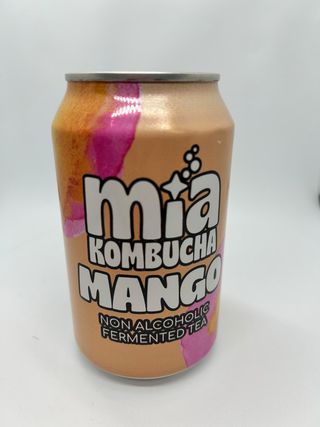 mia
KOMBUCHA
MANGO
NON ALCOHOLIC
FERMENTED TEA